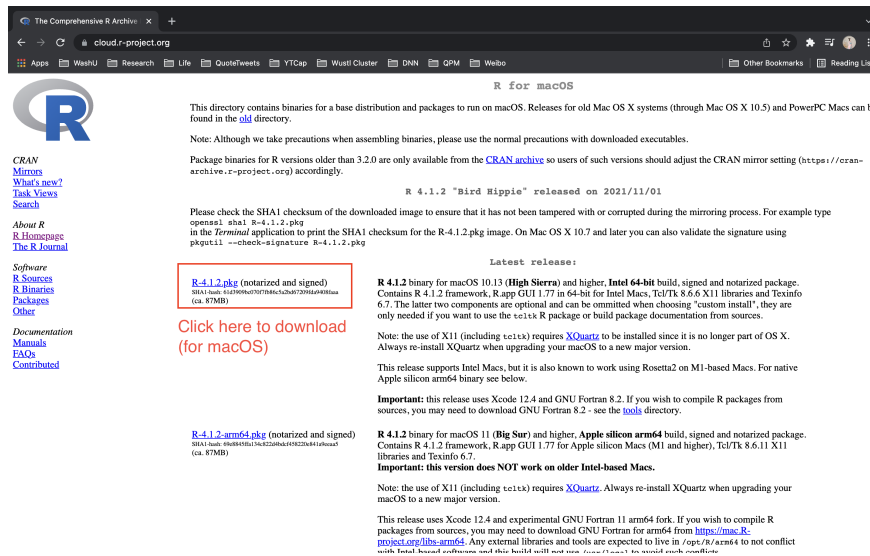 The Comprehensive R Archive
cloud.r-project.org
Apps WashU Research Life QuoteTweets YTCap Wustl Cluster DNN QPM Weibo Other Bookmarks Reading Lis
R
CRAN
Mirrors
What's new?
Task Views
Search
About R
R Homepage
The R Journal
Software
R Sources
R Binaries
Packages
Other
Documentation
Manuals
FAQs
Contributed
R for macOS
This directory contains binaries for a base distribution and packages to run on macOS. Releases for old Mac OS X systems (through Mac OS X 10.5) and PowerPC Macs can b
found in the old directory.
Note: Although we take precautions when assembling binaries, please use the normal precautions with downloaded executables.
Package binaries for R versions older than 3.2.0 are only available from the CRAN archive so users of such versions should adjust the CRAN mirror setting (https://cran-
archive.r-project.org) accordingly.
R 4.1.2 "Bird Hippie" released on 2021/11/01
Please check the SHA1 checksum of the downloaded image to ensure that it has not been tampered with or corrupted during the mirroring process. For example type
openssl sha1 R-4.1.2.pkg
in the Terminal application to print the SHA1 checksum for the R-4.1.2.pkg image. On Mac OS X 10.7 and later you can also validate the signature using
pkgutil --check-signature R-4.1.2.pkg
Latest release:
R-4.1.2.pkg (notarized and signed)
SHA1-hash:
(ca. 87MB)
Click here to download
(for macOS)
R 4.1.2 binary for macOS 10.13 (High Sierra) and higher, Intel 64-bit build, signed and notarized package.
Contains R 4.1.2 framework, R.app GUI 1.77 in 64-bit for Intel Macs, Tcl/Tk 8.6.6 X11 libraries and Texinfo
6.7. The latter two components are optional and can be ommitted when choosing "custom install", they are
only needed if you want to use the tcltk R package or build package documentation from sources.
Note: the use of X11 (including tcltk) requires XQuartz to be installed since it is no longer part of OS X.
Always re-install XQuartz when upgrading your macOS to a new major version.
This release supports Intel Macs, but it is also known to work using Rosetta2 on M1-based Macs. For native
Apple silicon arm64 binary see below.
Important: this release uses Xcode 12.4 and GNU Fortran 8.2. If you wish to compile R packages from
sources, you may need to download GNU Fortran 8.2 - see the tools directory.
R-4.1.2-arm64.pkg (notarized and signed)
SHA1-hash:
(ca. 87MB)
R 4.1.2 binary for macOS 11 (Big Sur) and higher, Apple silicon arm64 build, signed and notarized package.
Contains R 4.1.2 framework, R.app GUI 1.77 for Apple silicon Macs (M1 and higher), Tcl/Tk 8.6.11 X11
libraries and Texinfo 6.7.
Important: this version does NOT work on older Intel-based Macs.
Note: the use of X11 (including tcltk) requires XQuartz. Always re-install XQuartz when upgrading your
macOS to a new major version.
This release uses Xcode 12.4 and experimental GNU Fortran 11 arm64 fork. If you wish to compile R
packages from sources, you may need to download GNU Fortran for arm64 from https://mac.R-
project.org/libs-arm64. Any external libraries and tools are expected to live in /opt/R/arm64 to not conflict
with Intel-based software and this build will not use /usr/local to avoid such conflicts.